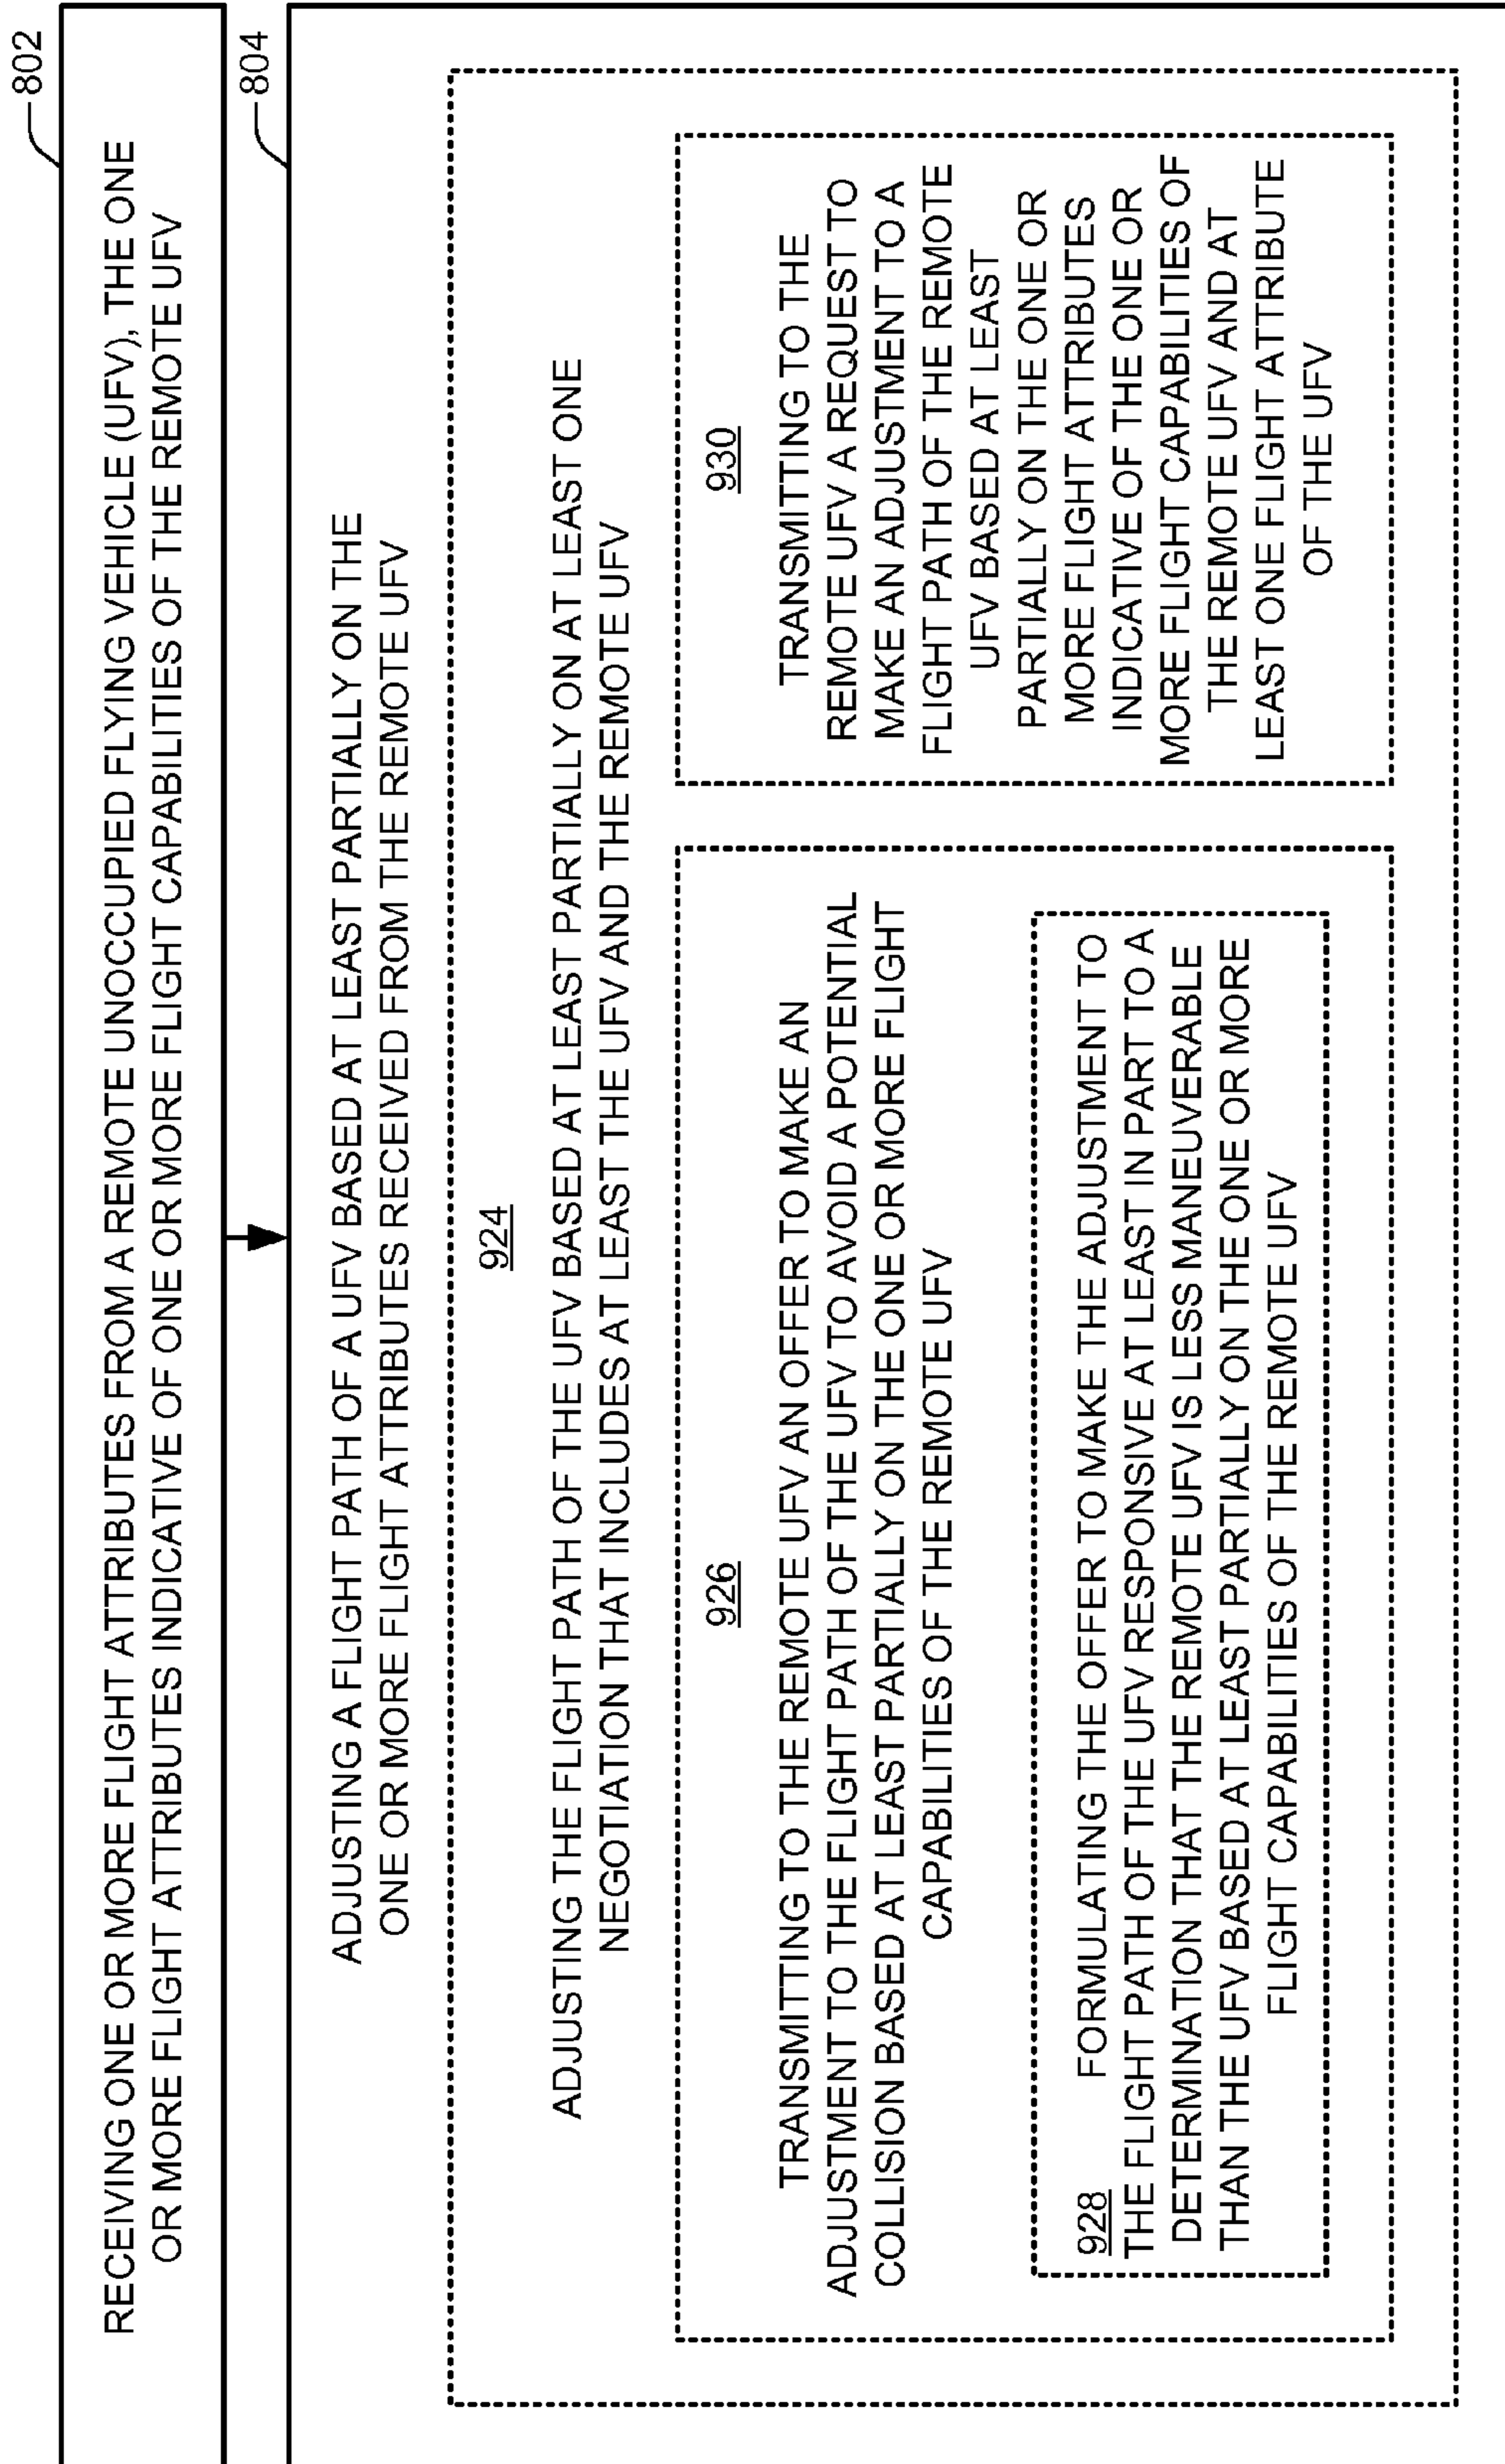 802
RECEIVING ONE OR MORE FLIGHT ATTRIBUTES FROM A REMOTE UNOCCUPIED FLYING VEHICLE (UFV), THE ONE
OR MORE FLIGHT ATTRIBUTES INDICATIVE OF ONE OR MORE FLIGHT CAPABILITIES OF THE REMOTE UFV
804
ADJUSTING A FLIGHT PATH OF A UFV BASED AT LEAST PARTIALLY ON THE
ONE OR MORE FLIGHT ATTRIBUTES RECEIVED FROM THE REMOTE UFV
924
ADJUSTING THE FLIGHT PATH OF THE UFV BASED AT LEAST PARTIALLY ON AT LEAST ONE
NEGOTIATION THAT INCLUDES AT LEAST THE UFV AND THE REMOTE UFV
926
TRANSMITTING TO THE REMOTE UFV AN OFFER TO MAKE AN
ADJUSTMENT TO THE FLIGHT PATH OF THE UFV TO AVOID A POTENTIAL
COLLISION BASED AT LEAST PARTIALLY ON THE ONE OR MORE FLIGHT
CAPABILITIES OF THE REMOTE UFV
928 FORMULATING THE OFFER TO MAKE THE ADJUSTMENT TO
THE FLIGHT PATH OF THE UFV RESPONSIVE AT LEAST IN PART TO A
DETERMINATION THAT THE REMOTE UFV IS LESS MANEUVERABLE
THAN THE UFV BASED AT LEAST PARTIALLY ON THE ONE OR MORE
FLIGHT CAPABILITIES OF THE REMOTE UFV
930
TRANSMITTING TO THE
REMOTE UFV A REQUEST TO
MAKE AN ADJUSTMENT TO A
FLIGHT PATH OF THE REMOTE
UFV BASED AT LEAST
PARTIALLY ON THE ONE OR
MORE FLIGHT ATTRIBUTES
INDICATIVE OF THE ONE OR
MORE FLIGHT CAPABILITIES OF
THE REMOTE UFV AND AT
LEAST ONE FLIGHT ATTRIBUTE
OF THE UFV